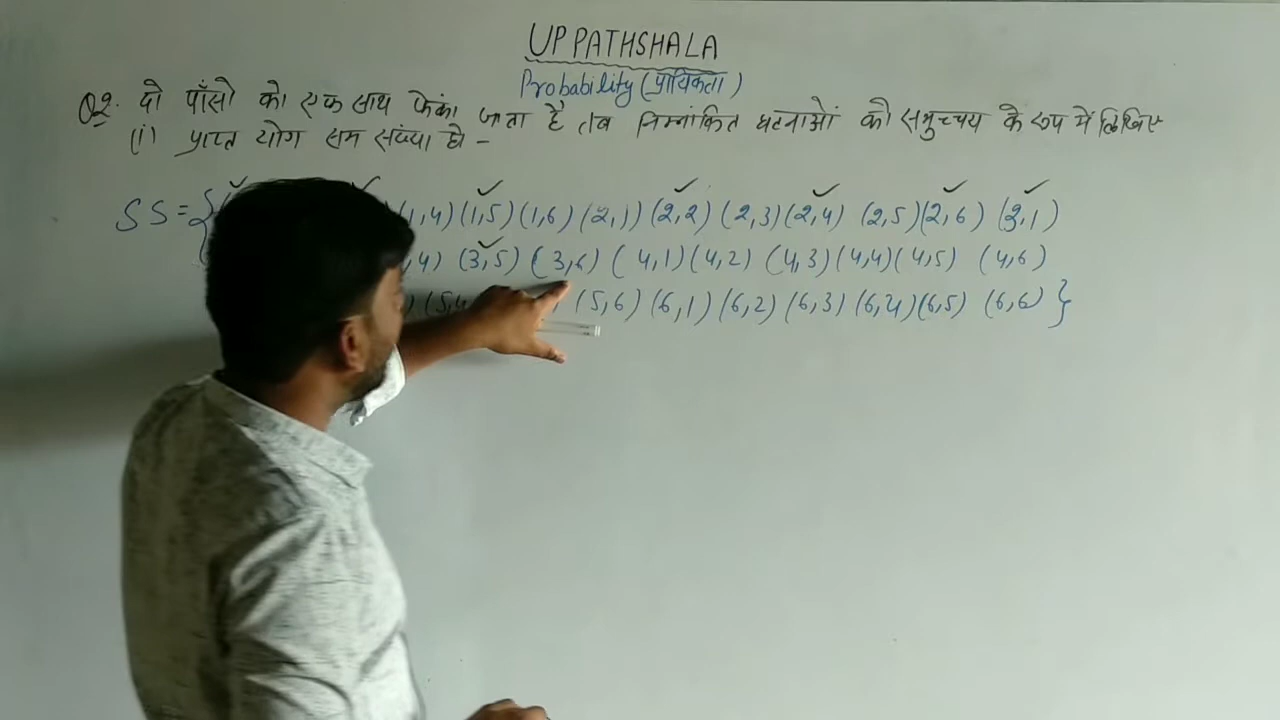 UP PATHSHALA
Probability (प्रायिकता)
Q2. दो पाँसो को एक साथ फेंका जाता है तब निम्नांकित घटनाओं को समुच्चय के रूप में लिखिए
(i) प्राप्त योग सम संख्या हो -
SS = { ,4) (1,5) (1,6) (2,1) (2,2) (2,3) (2,4) (2,5) (2,6) (3,1)
,4) (3,5) (3,6) (4,1) (4,2) (4,3) (4,4) (4,5) (4,6)
) (5,4 (5,6) (6,1) (6,2) (6,3) (6,4) (6,5) (6,6) }